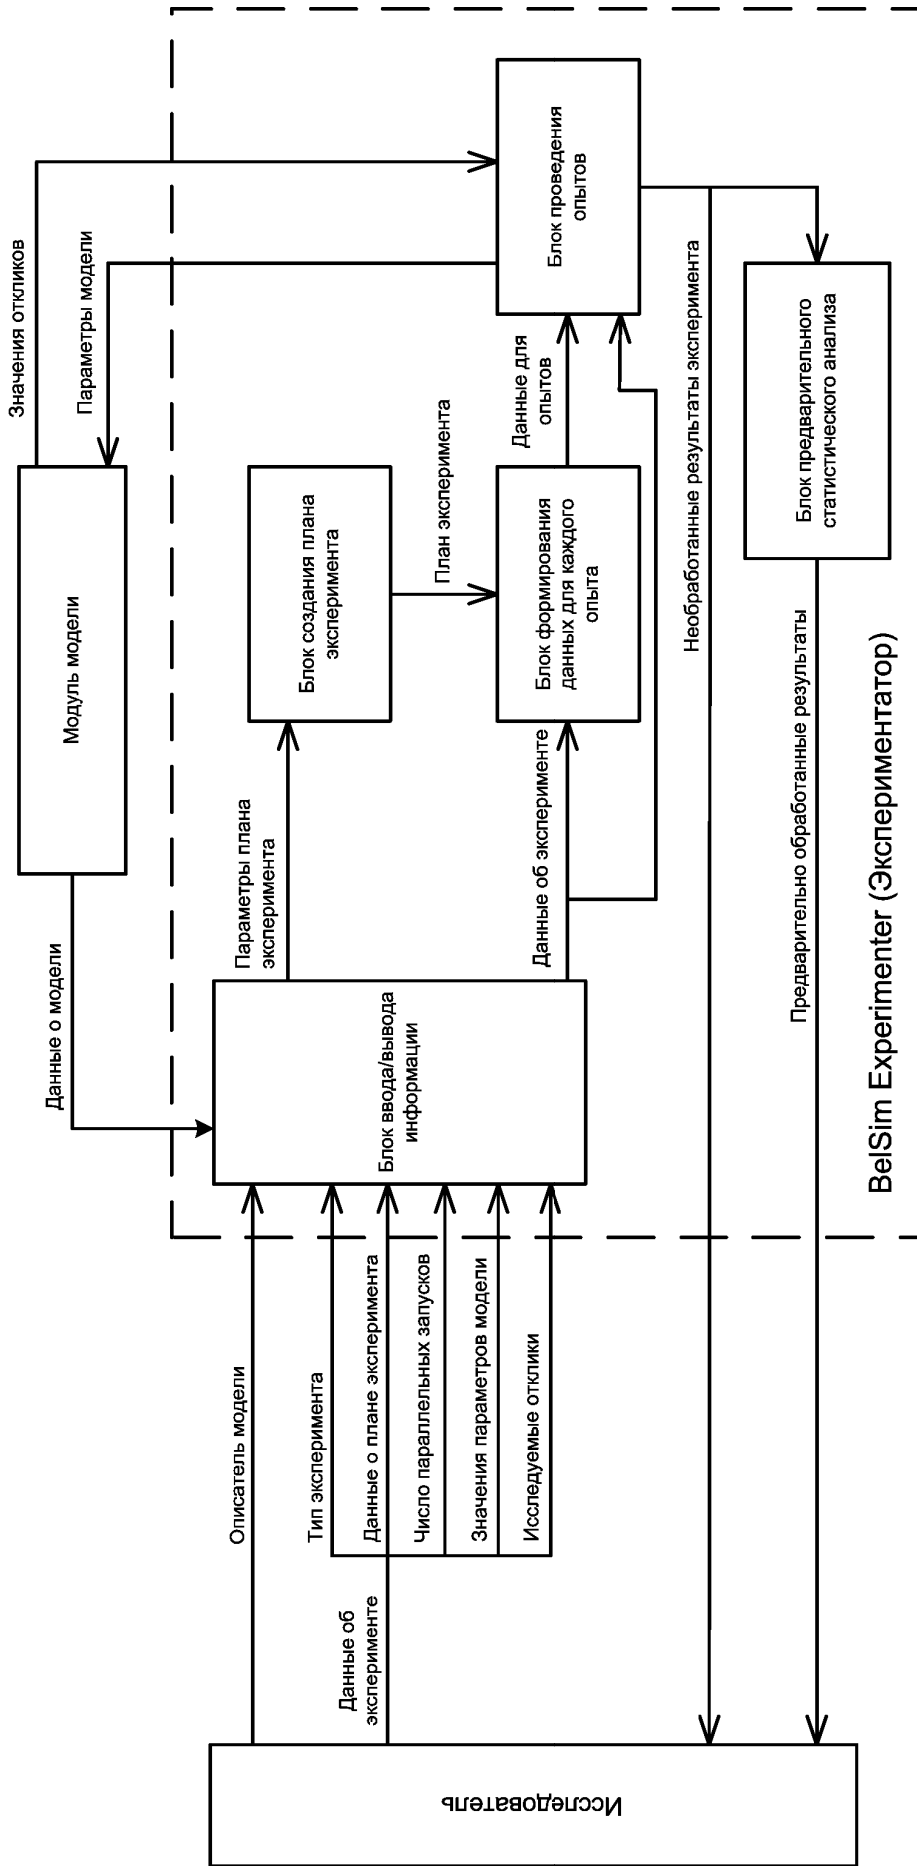 Значения откликов
Параметры модели
Модуль модели
Данные о модели
Блок проведения
опытов
Данные для
опытов
План эксперимента
Блок создания плана
эксперимента
Блок формирования
данных для каждого
опыта
Параметры плана
эксперимента
Данные об эксперименте
Блок ввода/вывода
информации
Описатель модели
Тип эксперимента
Данные о плане эксперимента
Число параллельных запусков
Значения параметров модели
Исследуемые отклики
Данные об
эксперименте
Исследователь
Необработанные результаты эксперимента
Блок предварительного
статистического анализа
Предварительно обработанные результаты
BelSim Experimenter (Экспериментатор)